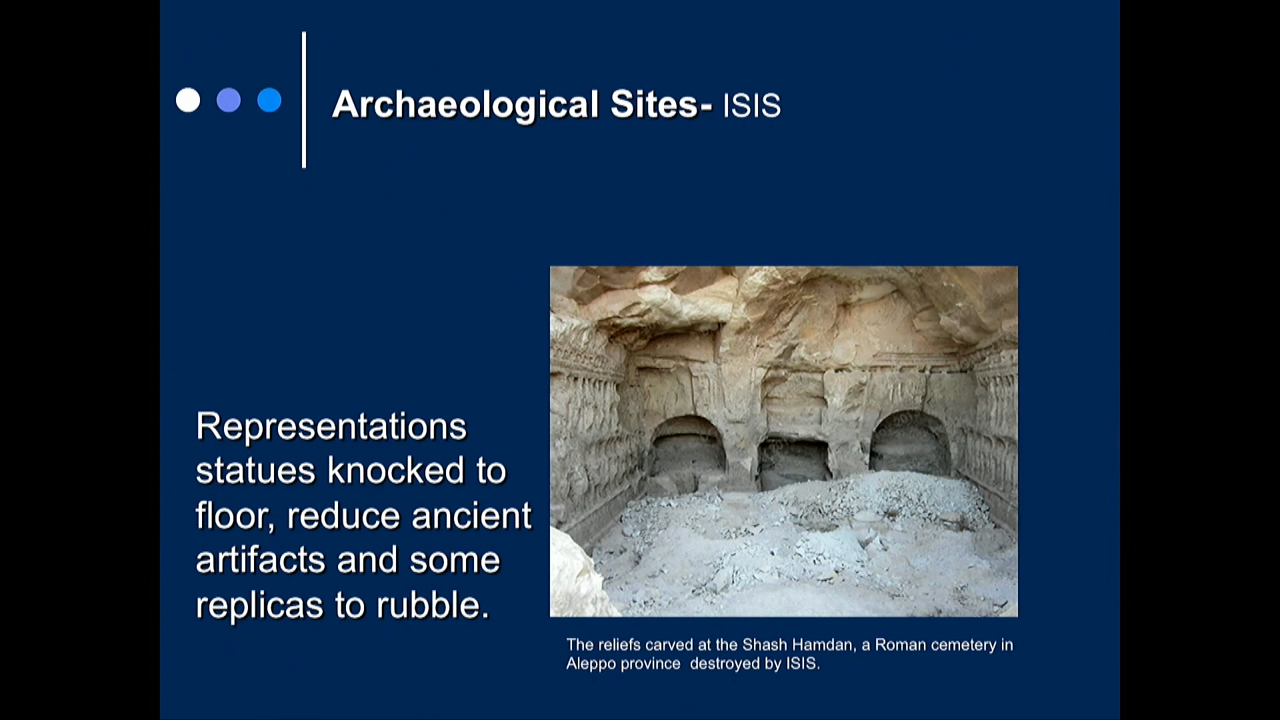 Archaeological Sites- ISIS
Representations
statues knocked to
floor, reduce ancient
artifacts and some
replicas to rubble.
The reliefs carved at the Shash Hamdan, a Roman cemetery in
Aleppo province  destroyed by ISIS.